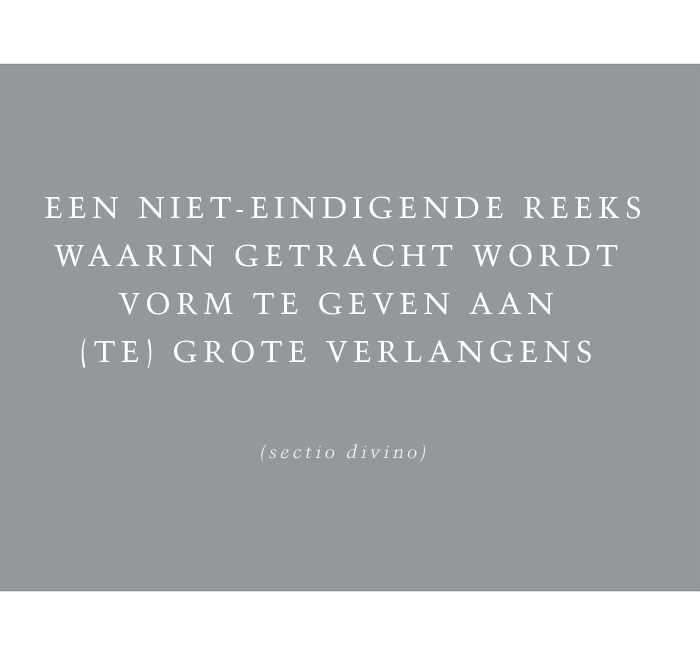 EEN NIET-EINDIGENDE REEKS
WAARIN GETRACHT WORDT
VORM TE GEVEN AAN
(TE) GROTE VERLANGENS
(sectio divino)